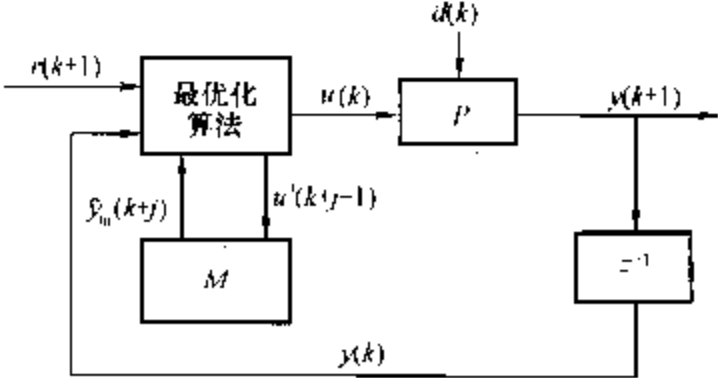 d(k)
r(k+1)
最优化
算法
u(k)
P
y(k+1)
ŷm(k+j)
u'(k+j-1)
M
z⁻¹
y(k)